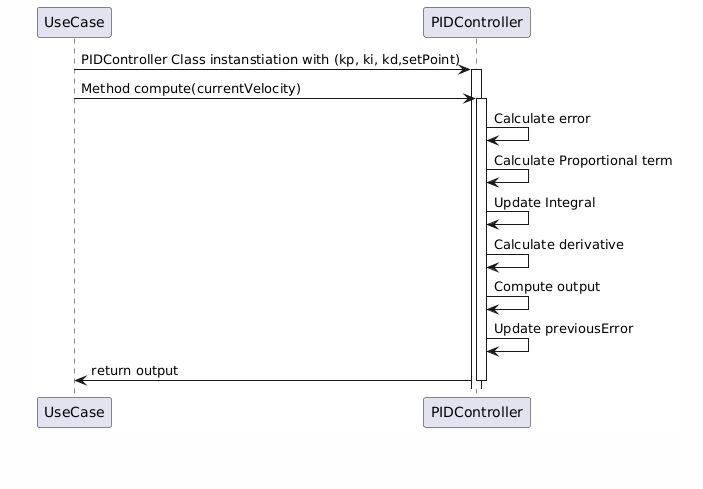 UseCase
PIDController
PIDController Class instanstiation with (kp, ki, kd,setPoint)
Method compute(currentVelocity)
Calculate error
Calculate Proportional term
Update Integral
Calculate derivative
Compute output
Update previousError
return output
UseCase
PIDController